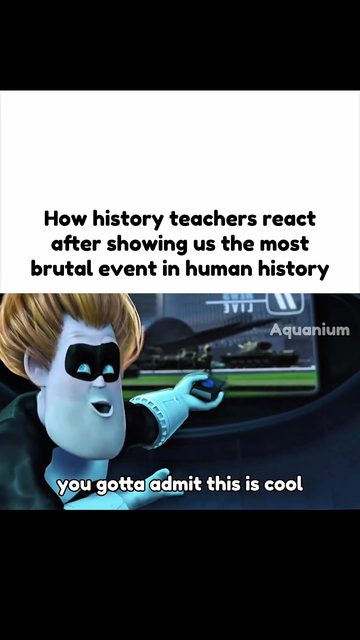 How history teachers react
after showing us the most
brutal event in human history
Aquanium
you gotta admit this is cool